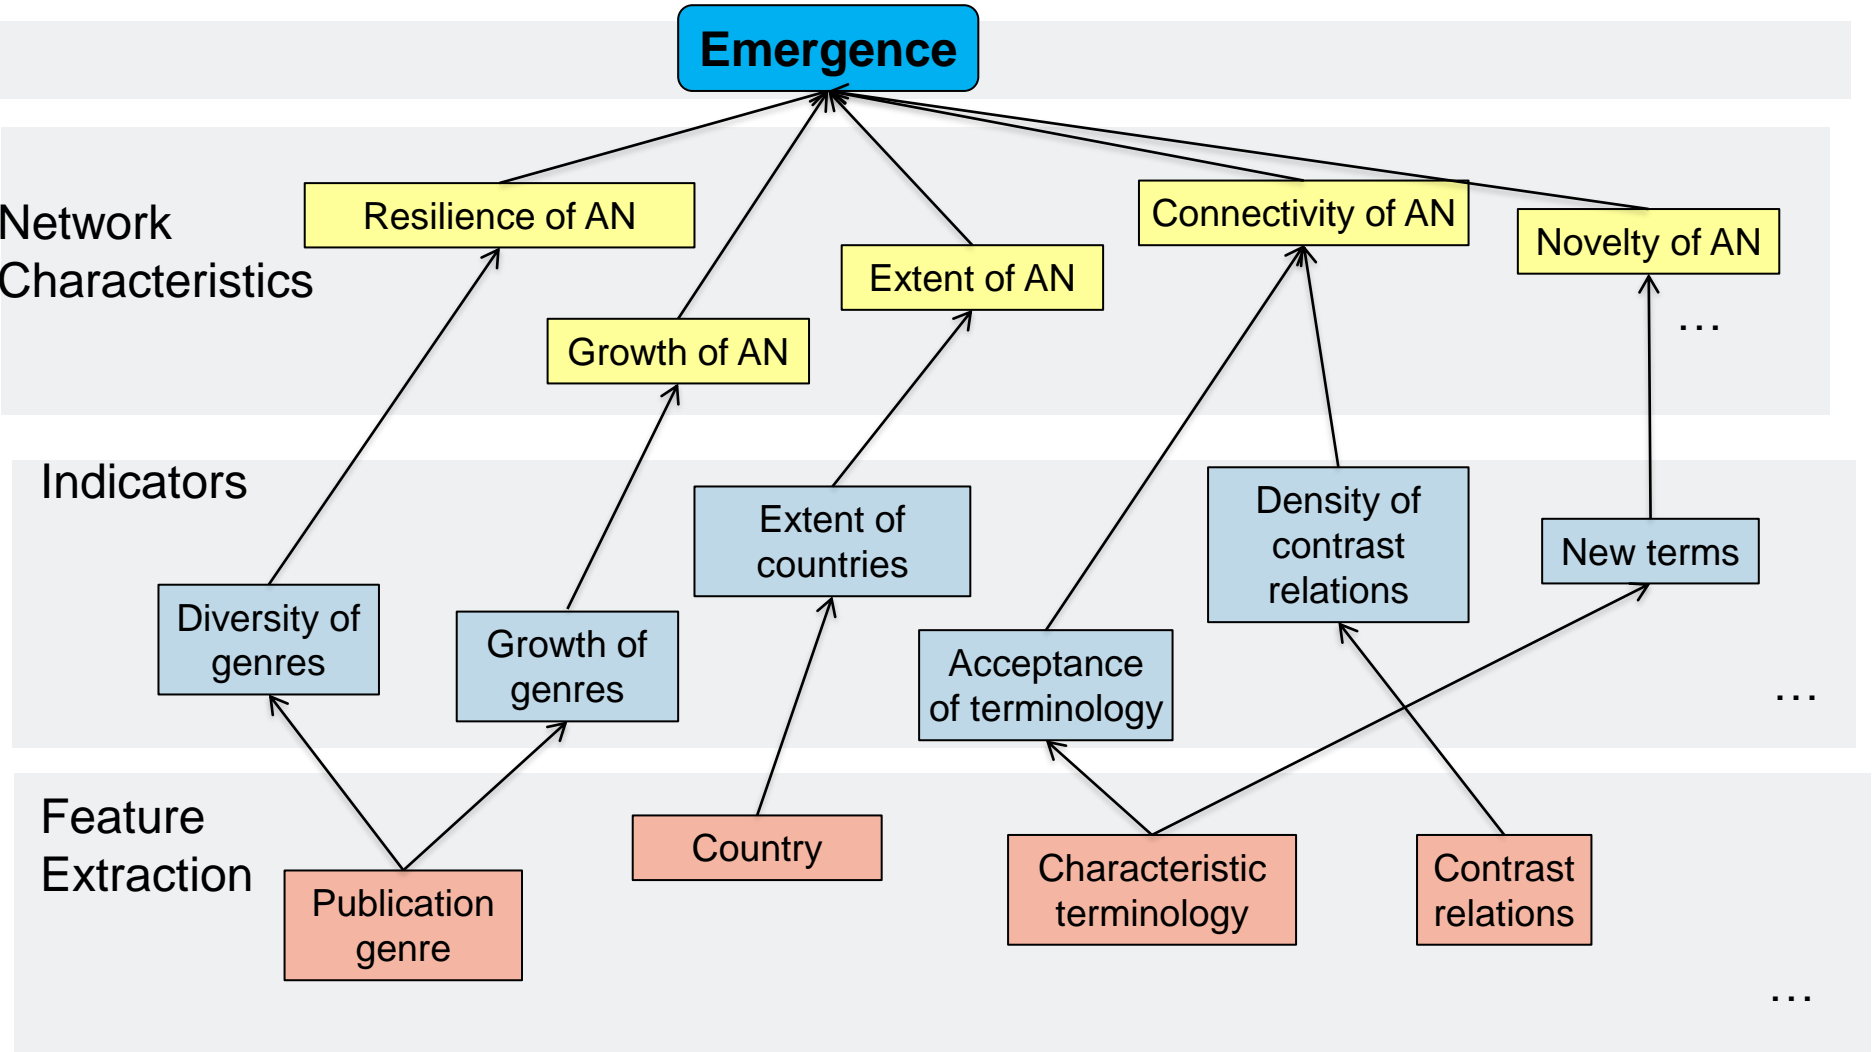 Emergence
Network
Characteristics
Resilience of AN
Growth of AN
Extent of AN
Connectivity of AN
Novelty of AN
…
Indicators
Diversity of
genres
Growth of
genres
Extent of
countries
Acceptance
of terminology
Density of
contrast
relations
New terms
…
Feature
Extraction
Publication
genre
Country
Characteristic
terminology
Contrast
relations
…